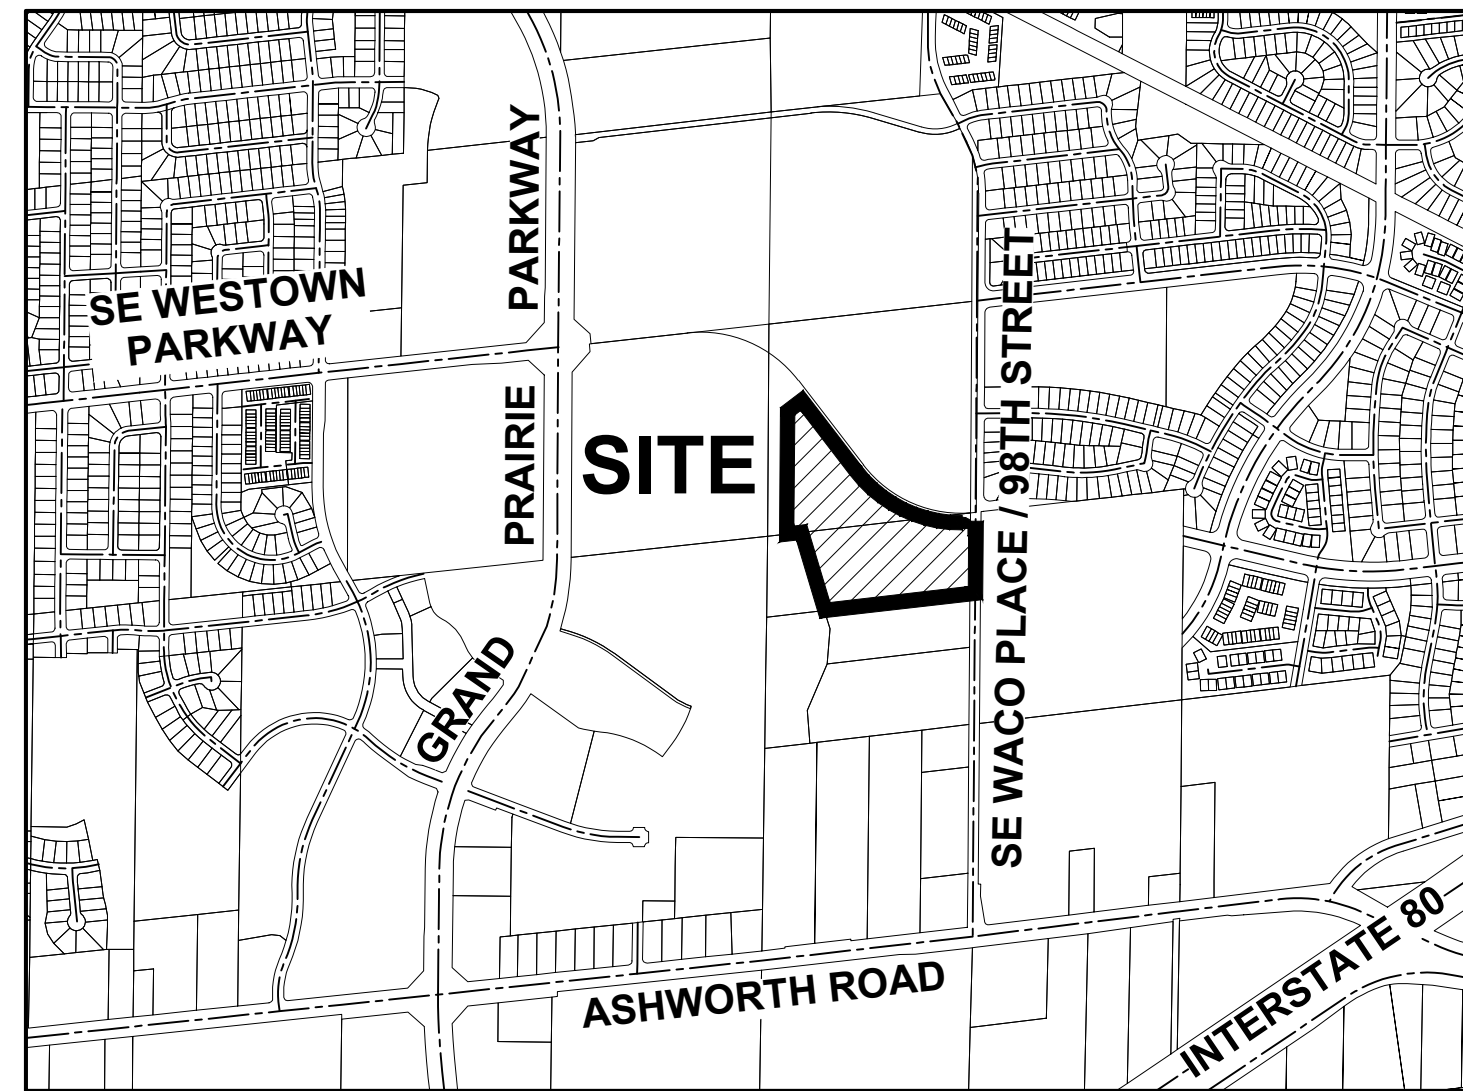 SE WESTOWN
PARKWAY
GRAND
PRAIRIE
PARKWAY
SITE
SE WACO PLACE / 98TH STREET
ASHWORTH ROAD
INTERSTATE 80